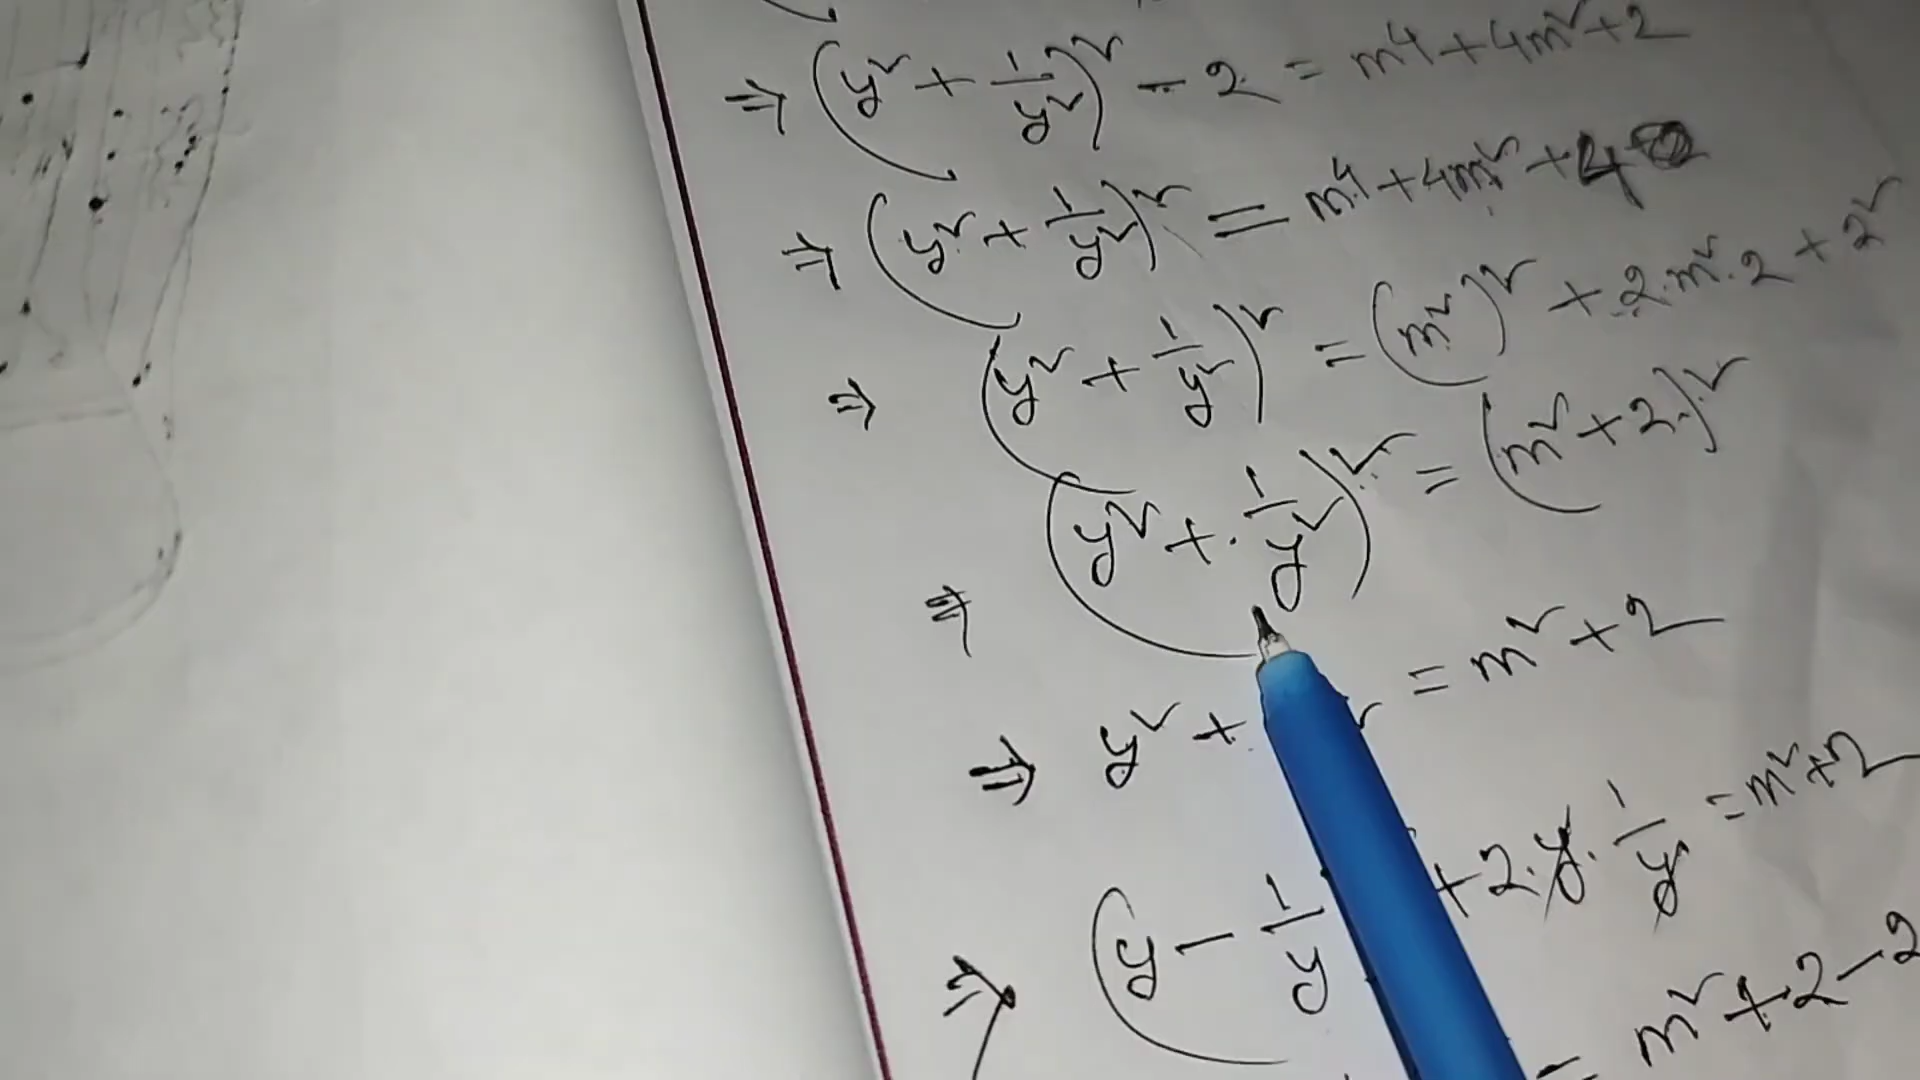 ⇒ (y² + 1/y²)² - 2 = m⁴ + 4m² + 2
⇒ (y² + 1/y²)² = m⁴ + 4m² + 4
⇒ (y² + 1/y²)² = (m²)² + 2.m².2 + 2²
⇒ (y² + 1/y²)² = (m² + 2)²
⇒ y² + = m² + 2
⇒ (y - 1/y + 2.y.1/y = m² + 2
= m² + 2 - 2